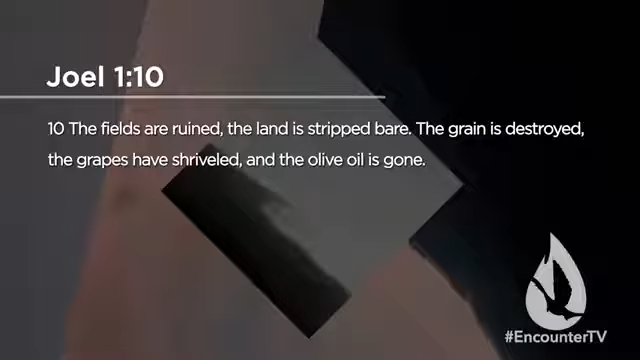 Joel 1:10
10 The fields are ruined, the land is stripped bare. The grain is destroyed,
the grapes have shriveled, and the olive oil is gone.
#EncounterTV